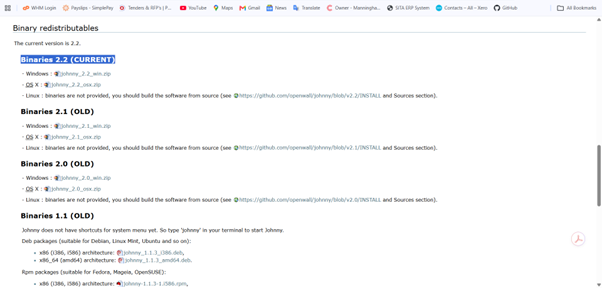 WHM Login
Payslips - SimplePay
Tenders & RFP's | P...
YouTube
Maps
Gmail
News
Translate
Owner - Manningha...
SITA ERP System
Contacts – All – Xero
GitHub
All Bookmarks
Binary redistributables
The current version is 2.2.
Binaries 2.2 (CURRENT)
- Windows : johnny_2.2_win.zip
- OS X : johnny_2.2_osx.zip
- Linux : binaries are not provided, you should build the software from source (see https://github.com/openwall/johnny/blob/v2.2/INSTALL and Sources section).
Binaries 2.1 (OLD)
- Windows : johnny_2.1_win.zip
- OS X : johnny_2.1_osx.zip
- Linux : binaries are not provided, you should build the software from source (see https://github.com/openwall/johnny/blob/v2.1/INSTALL and Sources section).
Binaries 2.0 (OLD)
- Windows : johnny_2.0_win.zip
- OS X : johnny_2.0_osx.zip
- Linux : binaries are not provided, you should build the software from source (see https://github.com/openwall/johnny/blob/v2.0/INSTALL and Sources section).
Binaries 1.1 (OLD)
Johnny does not have shortcuts for system menu yet. So type 'johnny' in your terminal to start Johnny.
Deb packages (suitable for Debian, Linux Mint, Ubuntu and so on):
• x86 (i386, i586) architecture: johnny_1.1.3_i386.deb,
• x86_64 (amd64) architecture: johnny_1.1.3_amd64.deb.
Rpm packages (suitable for Fedora, Mageia, OpenSUSE):
• x86 (i386, i586) architecture: johnny-1.1.3-1.i586.rpm,